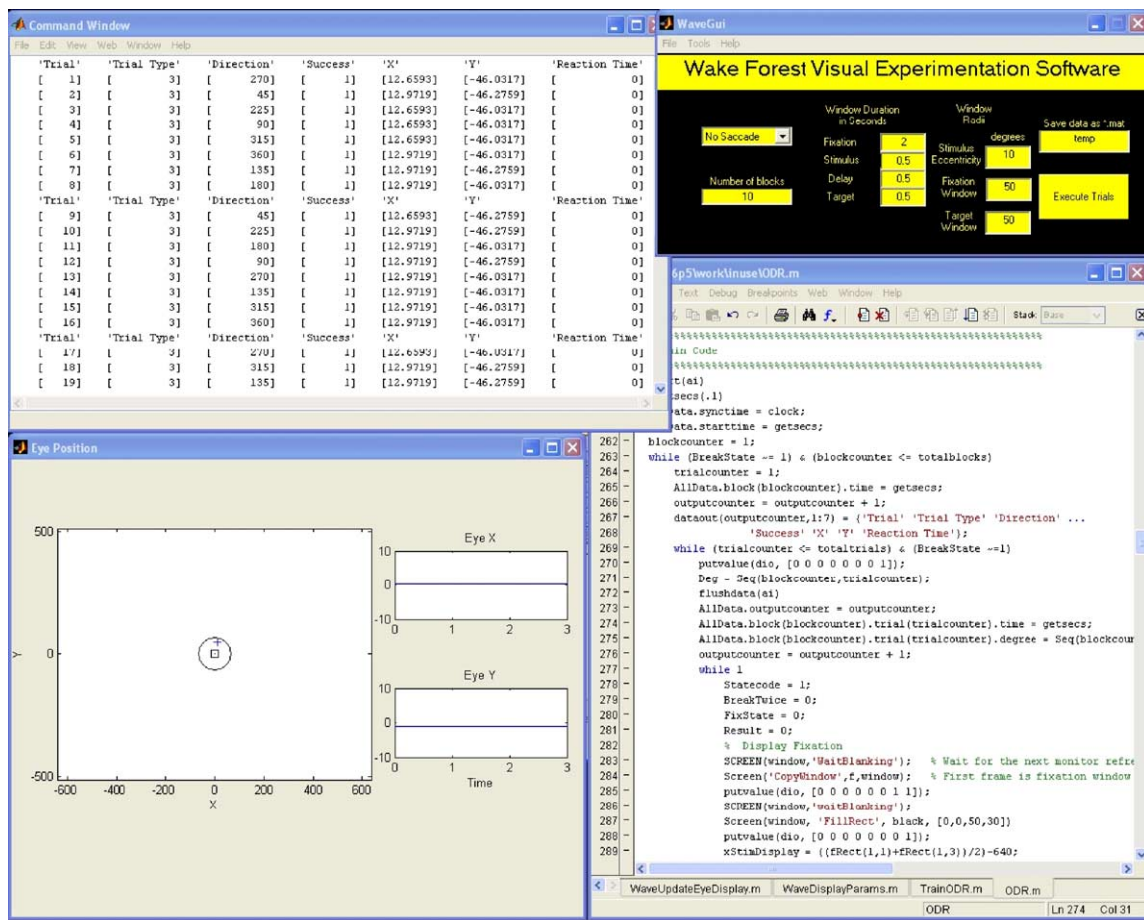 Command Window
File Edit View Web Window Help
'Trial' 'Trial Type' 'Direction' 'Success' 'X' 'Y' 'Reaction Time'
[ 1] [ 3] [ 270] [ 1] [12.6593] [-46.0317] [ 0]
[ 2] [ 3] [ 45] [ 1] [12.9719] [-46.2759] [ 0]
[ 3] [ 3] [ 225] [ 1] [12.6593] [-46.0317] [ 0]
[ 4] [ 3] [ 90] [ 1] [12.6593] [-46.0317] [ 0]
[ 5] [ 3] [ 315] [ 1] [12.6593] [-46.0317] [ 0]
[ 6] [ 3] [ 360] [ 1] [12.9719] [-46.0317] [ 0]
[ 7] [ 3] [ 135] [ 1] [12.6593] [-46.2759] [ 0]
[ 8] [ 3] [ 180] [ 1] [12.9719] [-46.0317] [ 0]
'Trial' 'Trial Type' 'Direction' 'Success' 'X' 'Y' 'Reaction Time'
[ 9] [ 3] [ 45] [ 1] [12.6593] [-46.2759] [ 0]
[ 10] [ 3] [ 225] [ 1] [12.6593] [-46.0317] [ 0]
[ 11] [ 3] [ 180] [ 1] [12.9719] [-46.0317] [ 0]
[ 12] [ 3] [ 90] [ 1] [12.9719] [-46.2759] [ 0]
[ 13] [ 3] [ 270] [ 1] [12.9719] [-46.0317] [ 0]
[ 14] [ 3] [ 135] [ 1] [12.9719] [-46.0317] [ 0]
[ 15] [ 3] [ 315] [ 1] [12.9719] [-46.0317] [ 0]
[ 16] [ 3] [ 360] [ 1] [12.9719] [-46.0317] [ 0]
'Trial' 'Trial Type' 'Direction' 'Success' 'X' 'Y' 'Reaction Time'
[ 17] [ 3] [ 270] [ 1] [12.6593] [-46.0317] [ 0]
[ 18] [ 3] [ 315] [ 1] [12.9719] [-46.2759] [ 0]
[ 19] [ 3] [ 135] [ 1] [12.9719] [-46.2759] [ 0]
WaveGui
File Tools Help
Wake Forest Visual Experimentation Software
No Saccade
Number of blocks
10
Window Duration
in Seconds
Fixation 2
Stimulus 0.5
Delay 0.5
Target 0.5
Window
Radii
degrees
Stimulus
Eccentricity 10
Fixation
Window 50
Target
Window 50
Save data as *.mat
temp
Execute Trials
6p5\work\inuse\ODR.m
Text Debug Breakpoints Web Window Help
Stack: Base
%%%%%%%%%%%%%%%%%%%%%%%%%%%%%%%%%%%%%%%%%%%%%%%%%%%%%%%%%%
in Code
%%%%%%%%%%%%%%%%%%%%%%%%%%%%%%%%%%%%%%%%%%%%%%%%%%%%%%%%%%
t(ai)
secs(.1)
ata.synctime = clock;
ata.starttime = getsecs;
262 - blockcounter = 1;
263 - while (BreakState ~= 1) & (blockcounter <= totalblocks)
264 - trialcounter = 1;
265 - AllData.block(blockcounter).time = getsecs;
266 - outputcounter = outputcounter + 1;
267 - dataout(outputcounter,1:7) = {'Trial' 'Trial Type' 'Direction' ...
268 'Success' 'X' 'Y' 'Reaction Time'};
269 - while (trialcounter <= totaltrials) & (BreakState ~=1)
270 - putvalue(dio, [0 0 0 0 0 0 0 1]);
271 - Deg = Seq(blockcounter,trialcounter);
272 - flushdata(ai)
273 - AllData.outputcounter = outputcounter;
274 - AllData.block(blockcounter).trial(trialcounter).time = getsecs;
275 - AllData.block(blockcounter).trial(trialcounter).degree = Seq(blockcoun
276 - outputcounter = outputcounter + 1;
277 - while 1
278 - Statecode = 1;
279 - BreakTwice = 0;
280 - FixState = 0;
281 - Result = 0;
282 % Display Fixation
283 - SCREEN(window,'WaitBlanking'); % Wait for the next monitor refre
284 - Screen('CopyWindow',f,window); % First frame is fixation window
285 - putvalue(dio, [0 0 0 0 0 0 1 1]);
286 - SCREEN(window,'waitBlanking');
287 - Screen(window, 'FillRect', black, [0,0,50,30])
288 - putvalue(dio, [0 0 0 0 0 0 0 1]);
289 - xStimDisplay = ((fRect(1,1)+fRect(1,3))/2)-640;
WaveUpdateEyeDisplay.m WaveDisplayParams.m TrainODR.m ODR.m
ODR Ln 274 Col 31
Eye Position
500
0
-500
Y
-600 -400 -200 0 200 400 600
X
Eye X
10
0
-10
0 1 2 3
Eye Y
10
0
-10
0 1 2 3
Time